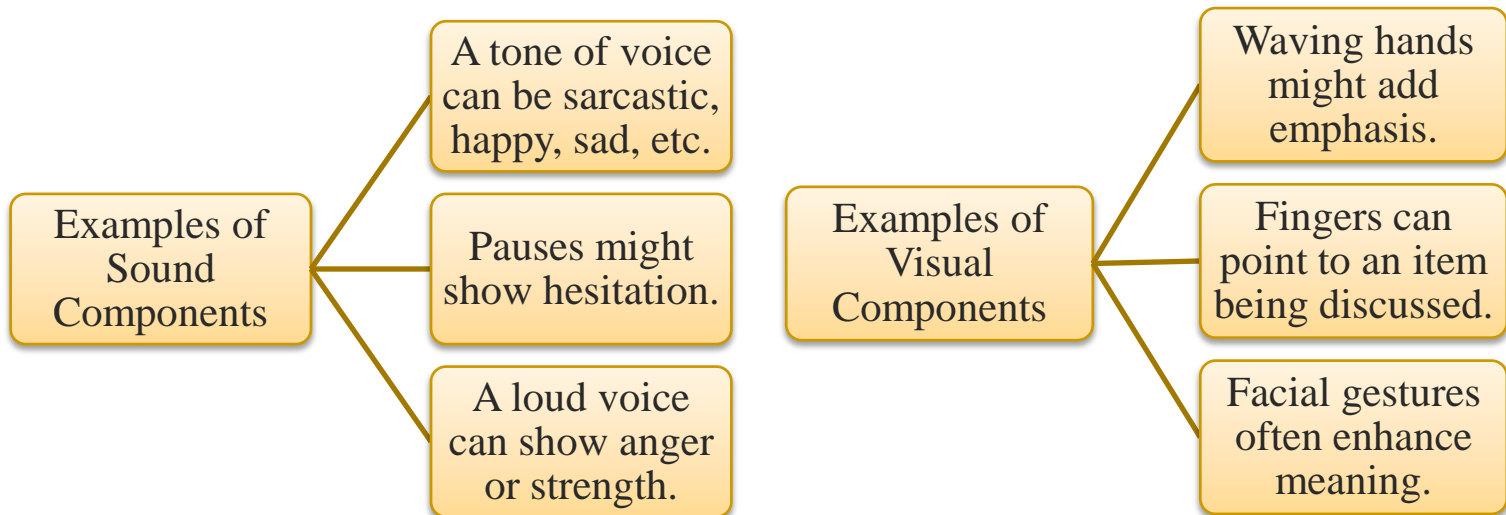 Examples of
Sound
Components
A tone of voice
can be sarcastic,
happy, sad, etc.
Pauses might
show hesitation.
A loud voice
can show anger
or strength.
Examples of
Visual
Components
Waving hands
might add
emphasis.
Fingers can
point to an item
being discussed.
Facial gestures
often enhance
meaning.